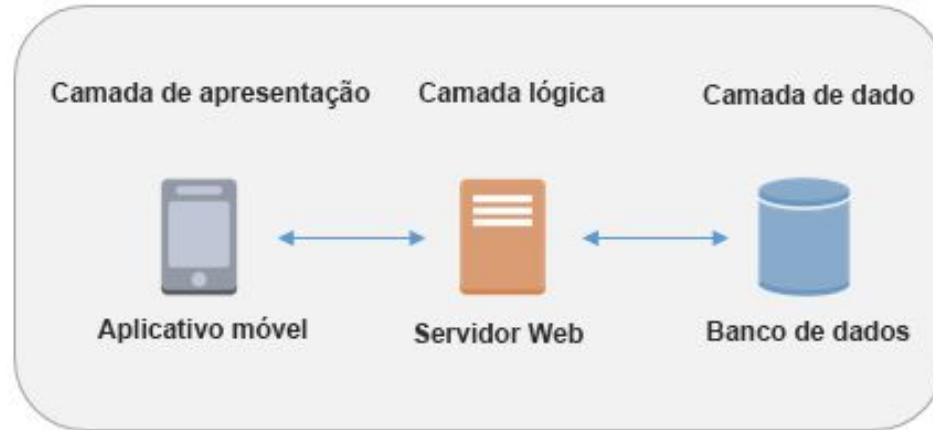 Camada de apresentação
Camada lógica
Camada de dado
Aplicativo móvel
Servidor Web
Banco de dados